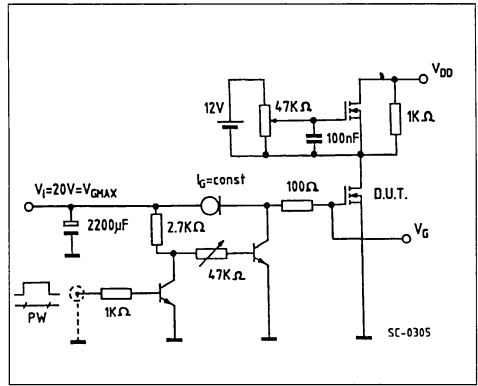 V_DD
12V
47KΩ
1KΩ
100nF
I_G=const
100Ω
D.U.T.
V_i=20V=V_GMAX
2200µF
2.7KΩ
V_G
47KΩ
1KΩ
PW
SC-0305